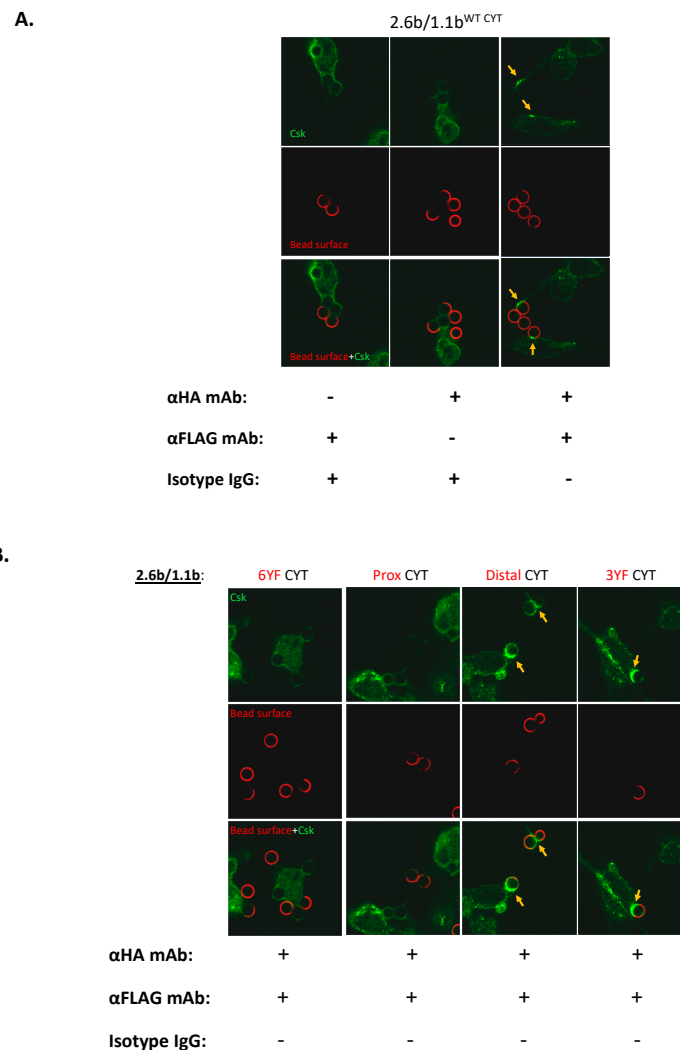 A.
2.6b/1.1bWT CYT
Csk
Bead surface
Bead surface+Csk
αHA mAb: - + +
αFLAG mAb: + - +
Isotype IgG: + + -
B.
2.6b/1.1b: 6YF CYT Prox CYT Distal CYT 3YF CYT
Csk
Bead surface
Bead surface+Csk
αHA mAb: + + + +
αFLAG mAb: + + + +
Isotype IgG: - - - -